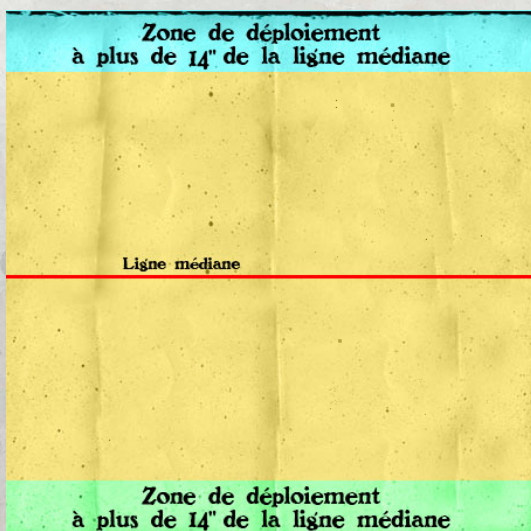 Zone de déploiement
à plus de 14" de la ligne médiane
Ligne médiane
Zone de déploiement
à plus de 14" de la ligne médiane